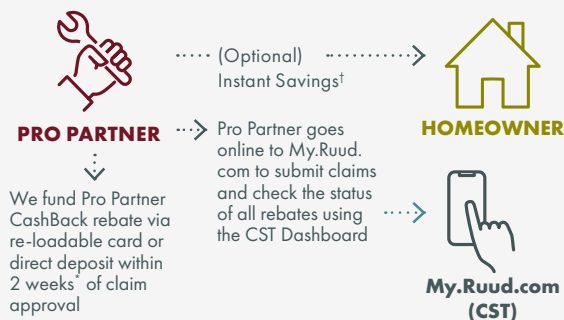 (Optional)
Instant Savings†
PRO PARTNER
HOMEOWNER
Pro Partner goes
online to My.Ruud.
com to submit claims
and check the status
of all rebates using
the CST Dashboard
We fund Pro Partner
CashBack rebate via
re-loadable card or
direct deposit within
2 weeks* of claim
approval
My.Ruud.com
(CST)